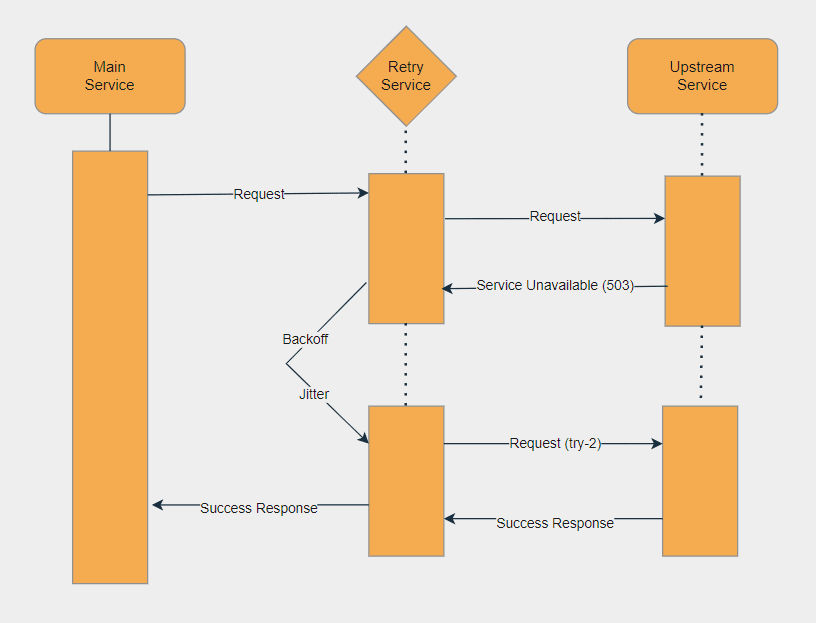 Main
Service
Retry
Service
Upstream
Service
Request
Request
Service Unavailable (503)
Backoff
Jitter
Request (try-2)
Success Response
Success Response